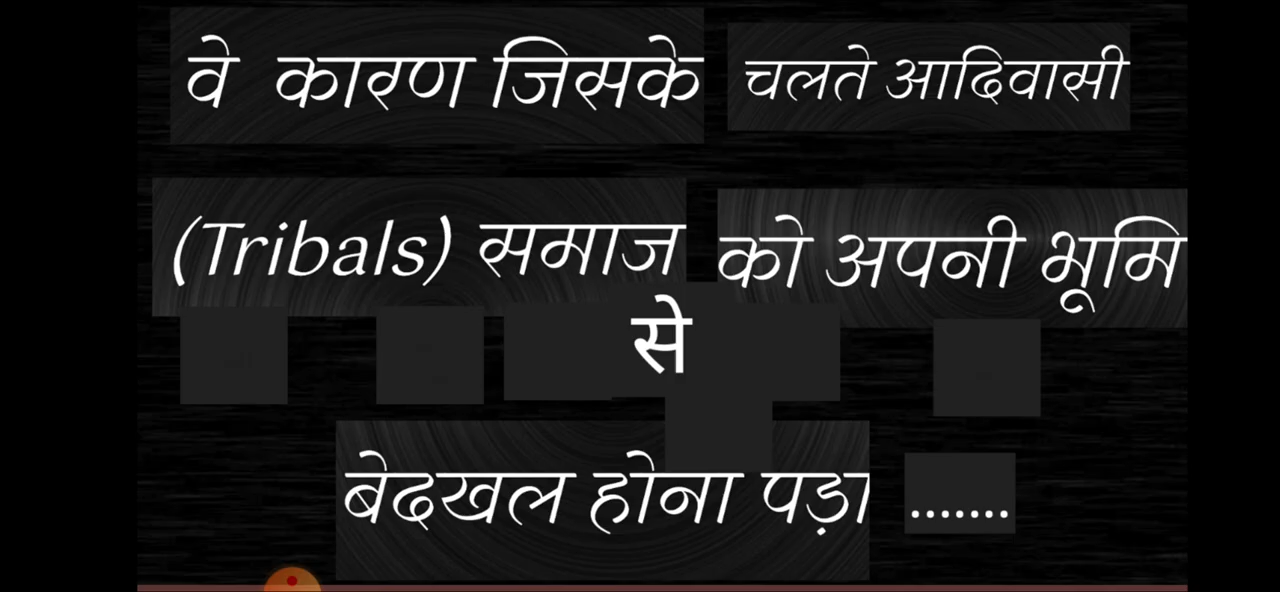 वे कारण जिसके चलते आदिवासी
(Tribals) समाज को अपनी भूमि
से
बेदखल होना पड़ा .......